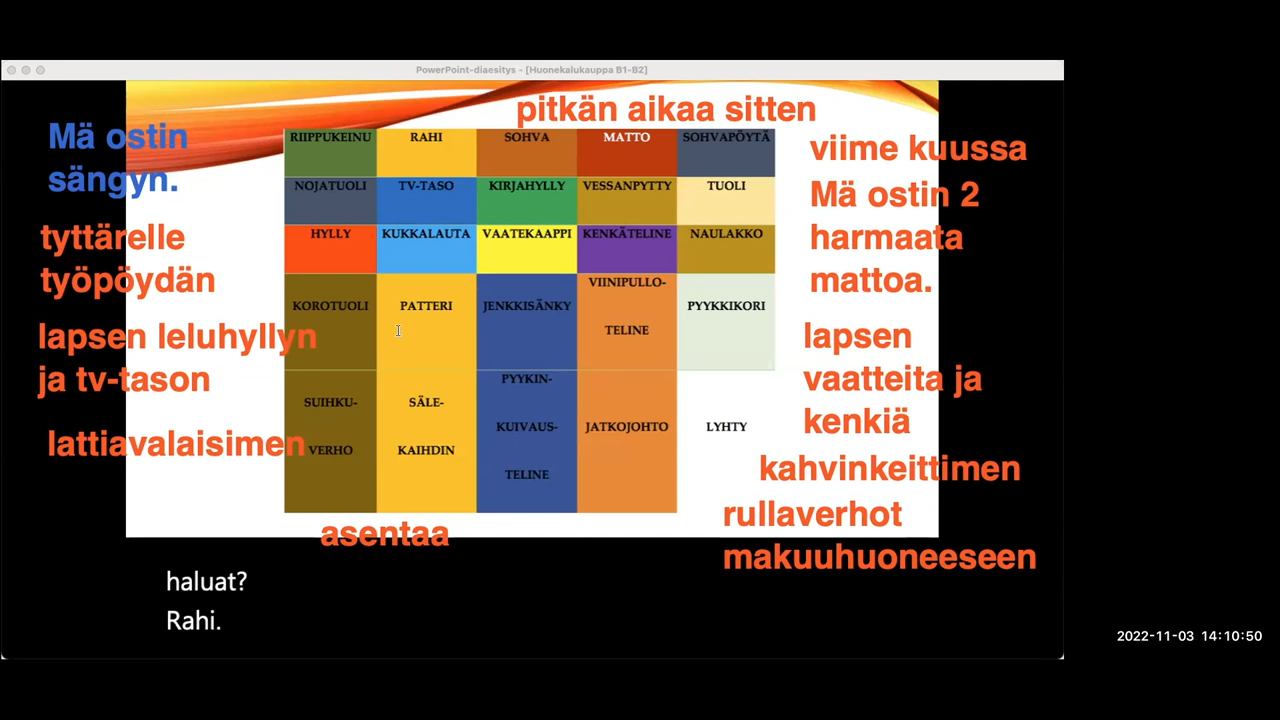 PowerPoint-diaesitys - [Huonekalukauppa B1-B2]
pitkän aikaa sitten
Mä ostin
sängyn.
tyttärelle
työpöydän
lapsen leluhyllyn
ja tv-tason
lattiavalaisimen
RIIPPUKEINU RAHI SOHVA MATTO SOHVAPÖYTÄ
NOJATUOLI TV-TASO KIRJAHYLLY VESSANPYTTY TUOLI
HYLLY KUKKALAUTA VAATEKAAPPI KENKÄTELINE NAULAKKO
KOROTUOLI PATTERI JENKKISÄNKY VIINIPULLO-
TELINE
PYYKKIKORI
SUIHKU-
VERHO
SÄLE-
KAIHDIN
PYYKIN-
KUIVAUS-
TELINE
JATKOJOHTO LYHTY
viime kuussa
Mä ostin 2
harmaata
mattoa.
lapsen
vaatteita ja
kenkiä
kahvinkeittimen
rullaverhot
makuuhuoneeseen
asentaa
haluat?
Rahi.
2022-11-03 14:10:50